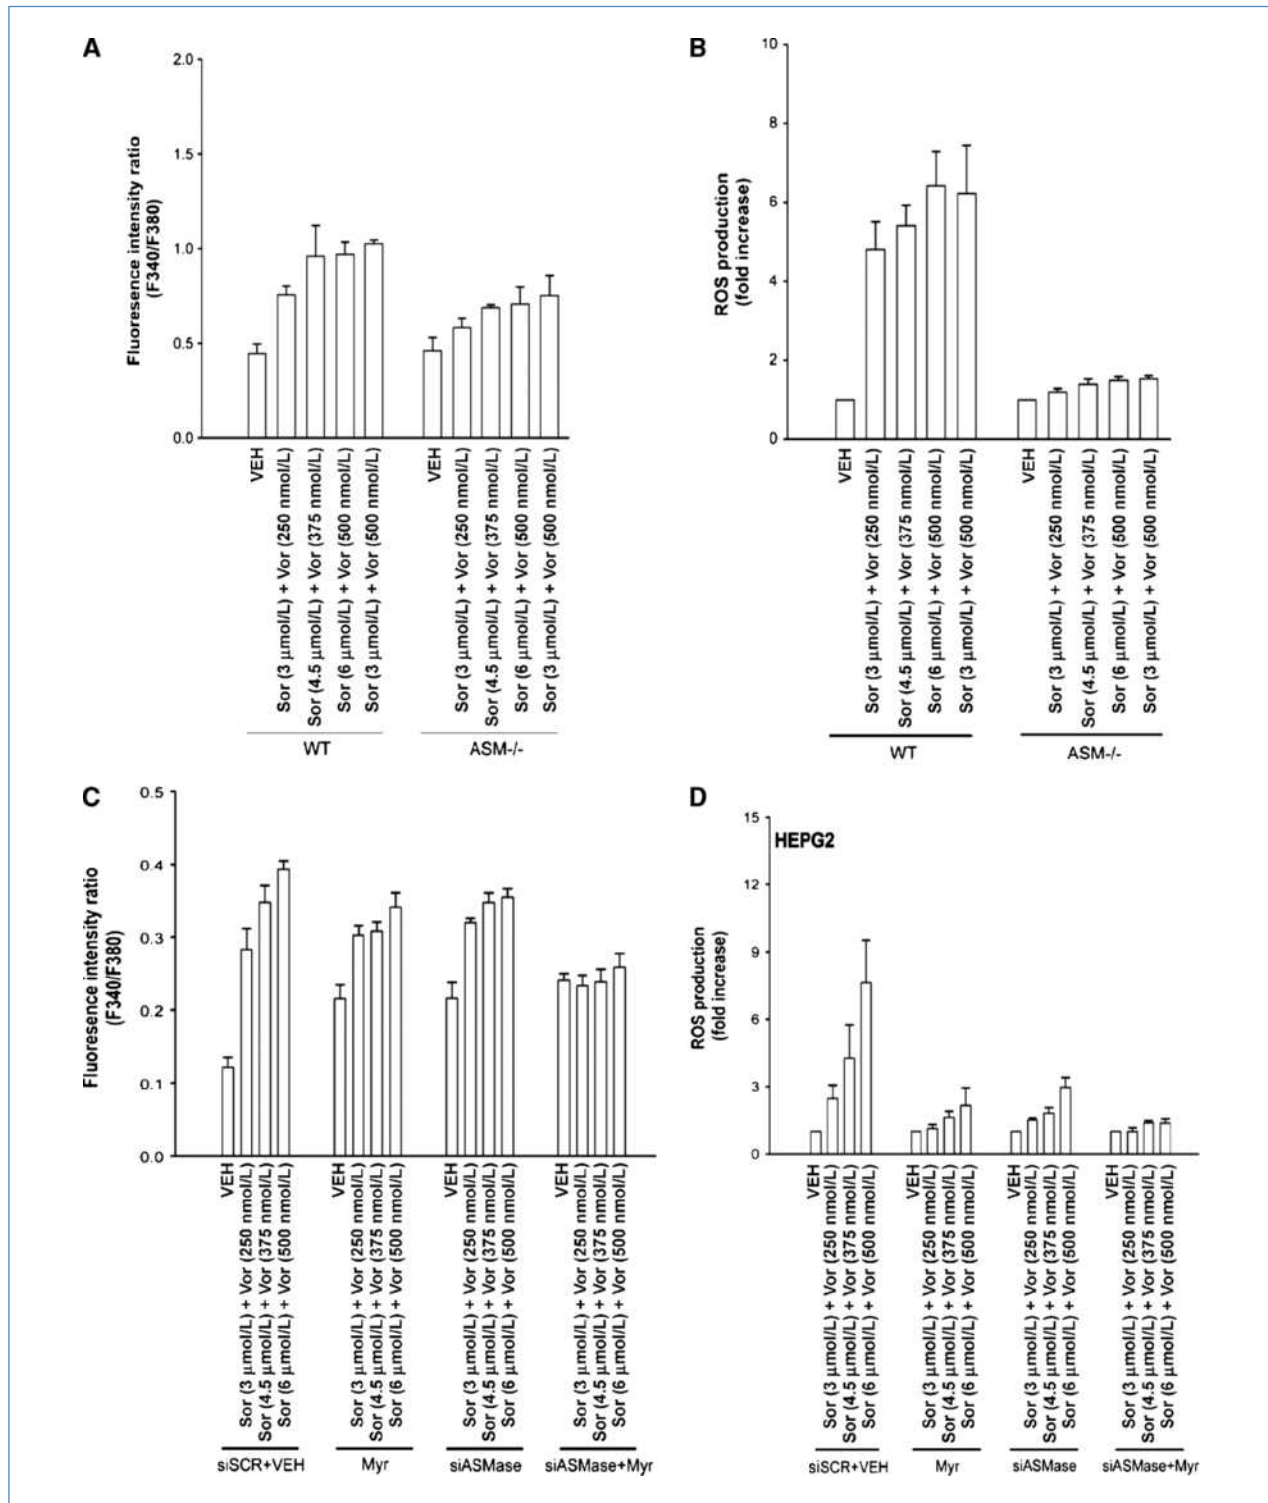 A
2.0
1.5
1.0
0.5
0.0
Fluoresence intensity ratio
(F340/F380)
VEH
Sor (3 µmol/L) + Vor (250 nmol/L)
Sor (4.5 µmol/L) + Vor (375 nmol/L)
Sor (6 µmol/L) + Vor (500 nmol/L)
Sor (3 µmol/L) + Vor (500 nmol/L)
VEH
Sor (3 µmol/L) + Vor (250 nmol/L)
Sor (4.5 µmol/L) + Vor (375 nmol/L)
Sor (6 µmol/L) + Vor (500 nmol/L)
Sor (3 µmol/L) + Vor (500 nmol/L)
WT
ASM-/-
B
10
8
6
4
2
0
ROS production
(fold increase)
VEH
Sor (3 µmol/L) + Vor (250 nmol/L)
Sor (4.5 µmol/L) + Vor (375 nmol/L)
Sor (6 µmol/L) + Vor (500 nmol/L)
Sor (3 µmol/L) + Vor (500 nmol/L)
VEH
Sor (3 µmol/L) + Vor (250 nmol/L)
Sor (4.5 µmol/L) + Vor (375 nmol/L)
Sor (6 µmol/L) + Vor (500 nmol/L)
Sor (3 µmol/L) + Vor (500 nmol/L)
WT
ASM-/-
C
0.5
0.4
0.3
0.2
0.1
0.0
Fluoresence intensity ratio
(F340/F380)
VEH
Sor (3 µmol/L) + Vor (250 nmol/L)
Sor (4.5 µmol/L) + Vor (375 nmol/L)
Sor (6 µmol/L) + Vor (500 nmol/L)
VEH
Sor (3 µmol/L) + Vor (250 nmol/L)
Sor (4.5 µmol/L) + Vor (375 nmol/L)
Sor (6 µmol/L) + Vor (500 nmol/L)
VEH
Sor (3 µmol/L) + Vor (250 nmol/L)
Sor (4.5 µmol/L) + Vor (375 nmol/L)
Sor (6 µmol/L) + Vor (500 nmol/L)
VEH
Sor (3 µmol/L) + Vor (250 nmol/L)
Sor (4.5 µmol/L) + Vor (375 nmol/L)
Sor (6 µmol/L) + Vor (500 nmol/L)
siSCR+VEH
Myr
siASMase
siASMase+Myr
D
HEPG2
15
12
9
6
3
0
ROS production
(fold increase)
VEH
Sor (3 µmol/L) + Vor (250 nmol/L)
Sor (4.5 µmol/L) + Vor (375 nmol/L)
Sor (6 µmol/L) + Vor (500 nmol/L)
VEH
Sor (3 µmol/L) + Vor (250 nmol/L)
Sor (4.5 µmol/L) + Vor (375 nmol/L)
Sor (6 µmol/L) + Vor (500 nmol/L)
VEH
Sor (3 µmol/L) + Vor (250 nmol/L)
Sor (4.5 µmol/L) + Vor (375 nmol/L)
Sor (6 µmol/L) + Vor (500 nmol/L)
VEH
Sor (3 µmol/L) + Vor (250 nmol/L)
Sor (4.5 µmol/L) + Vor (375 nmol/L)
Sor (6 µmol/L) + Vor (500 nmol/L)
siSCR+VEH
Myr
siASMase
siASMase+Myr